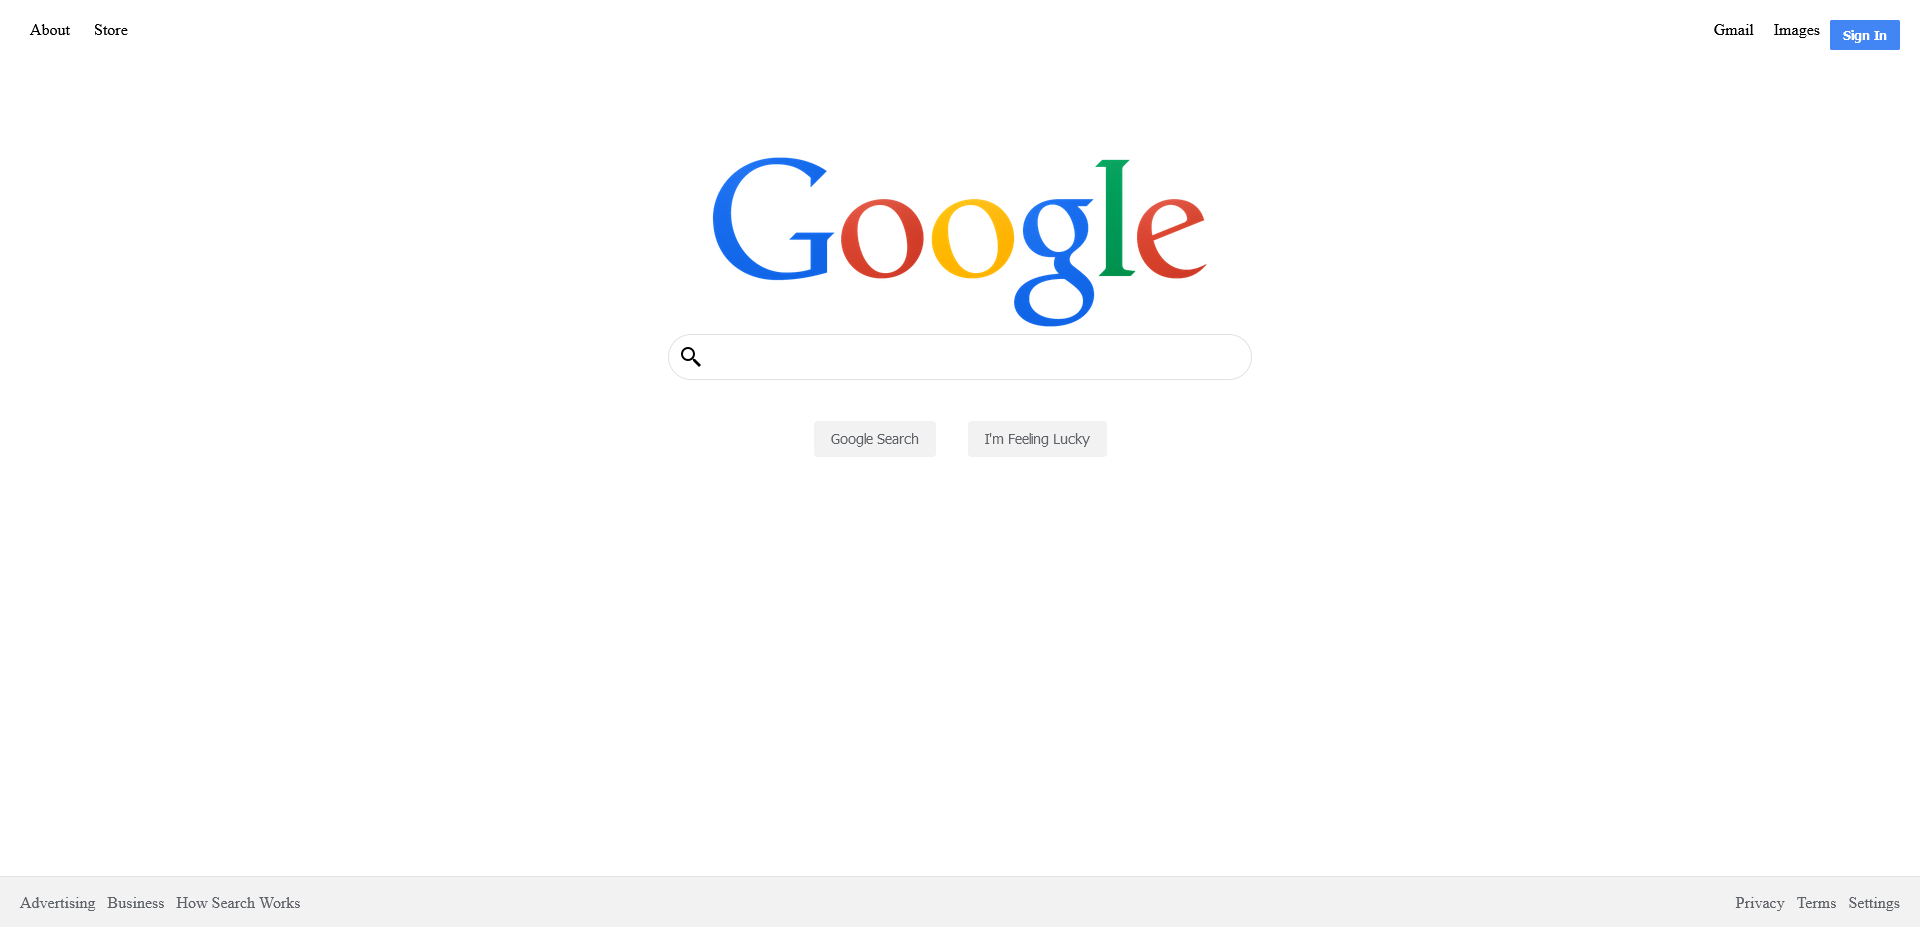 About Store Gmail Images Sign In
Google
Google Search I'm Feeling Lucky
Advertising Business How Search Works Privacy Terms Settings